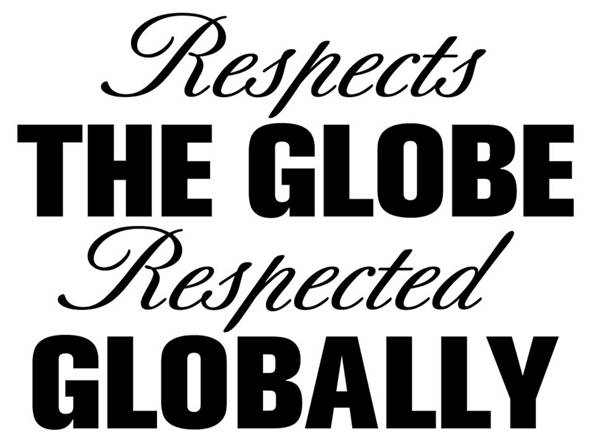 Respects
THE GLOBE
Respected
GLOBALLY